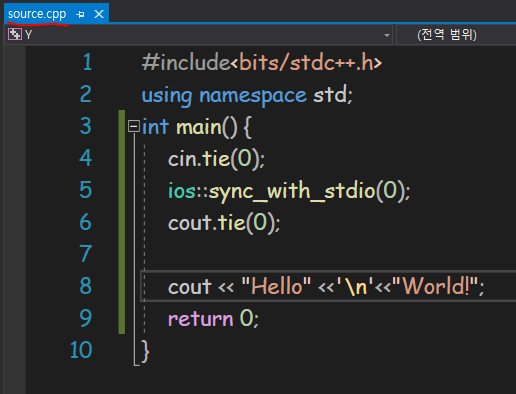 source.cpp
Y (전역 범위)
1 #include<bits/stdc++.h>
2 using namespace std;
3 int main() {
4 cin.tie(0);
5 ios::sync_with_stdio(0);
6 cout.tie(0);
7
8 cout << "Hello" <<'\n'<<"World!";
9 return 0;
10 }